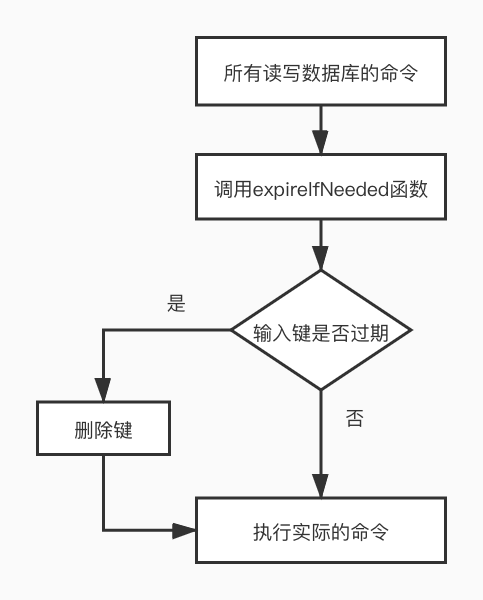 所有读写数据库的命令
调用expireIfNeeded函数
是
输入键是否过期
否
删除键
执行实际的命令